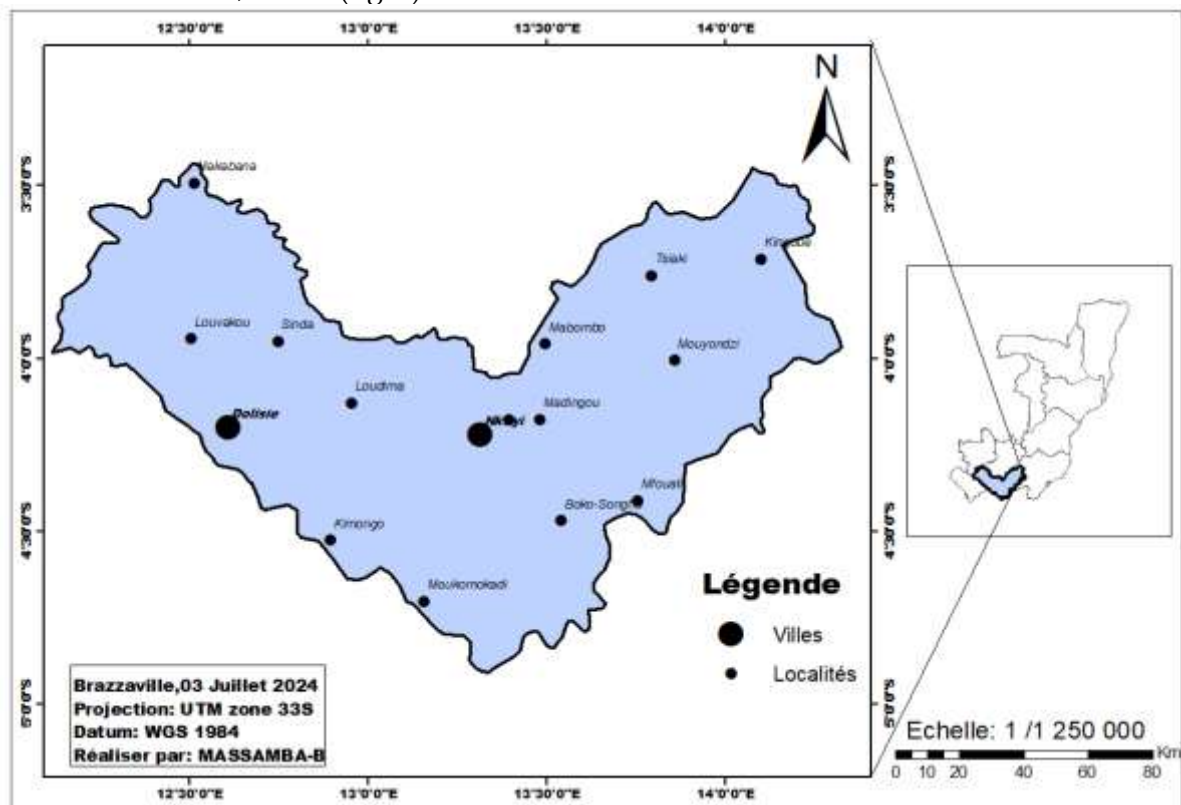 12°30'0"E 13°0'0"E 13°30'0"E 14°0'0"E
N
3°30'0"S 3°30'0"S
Makabana
Kingoue
Tsiaki
Louvakou Sinda Mabombo
Mouyondzi
4°0'0"S 4°0'0"S
Loudima Madingou
Dolisie Nkayi
Mfouati
Boko-Songho
Kimongo
4°30'0"S 4°30'0"S
Moukomokadi
Légende
Villes
Localités
Brazzaville,03 Juillet 2024
Projection: UTM zone 33S
Datum: WGS 1984
Réaliser par: MASSAMBA-B
5°0'0"S 5°0'0"S
Echelle: 1 /1 250 000
Km
0 10 20 40 60 80
12°30'0"E 13°0'0"E 13°30'0"E 14°0'0"E